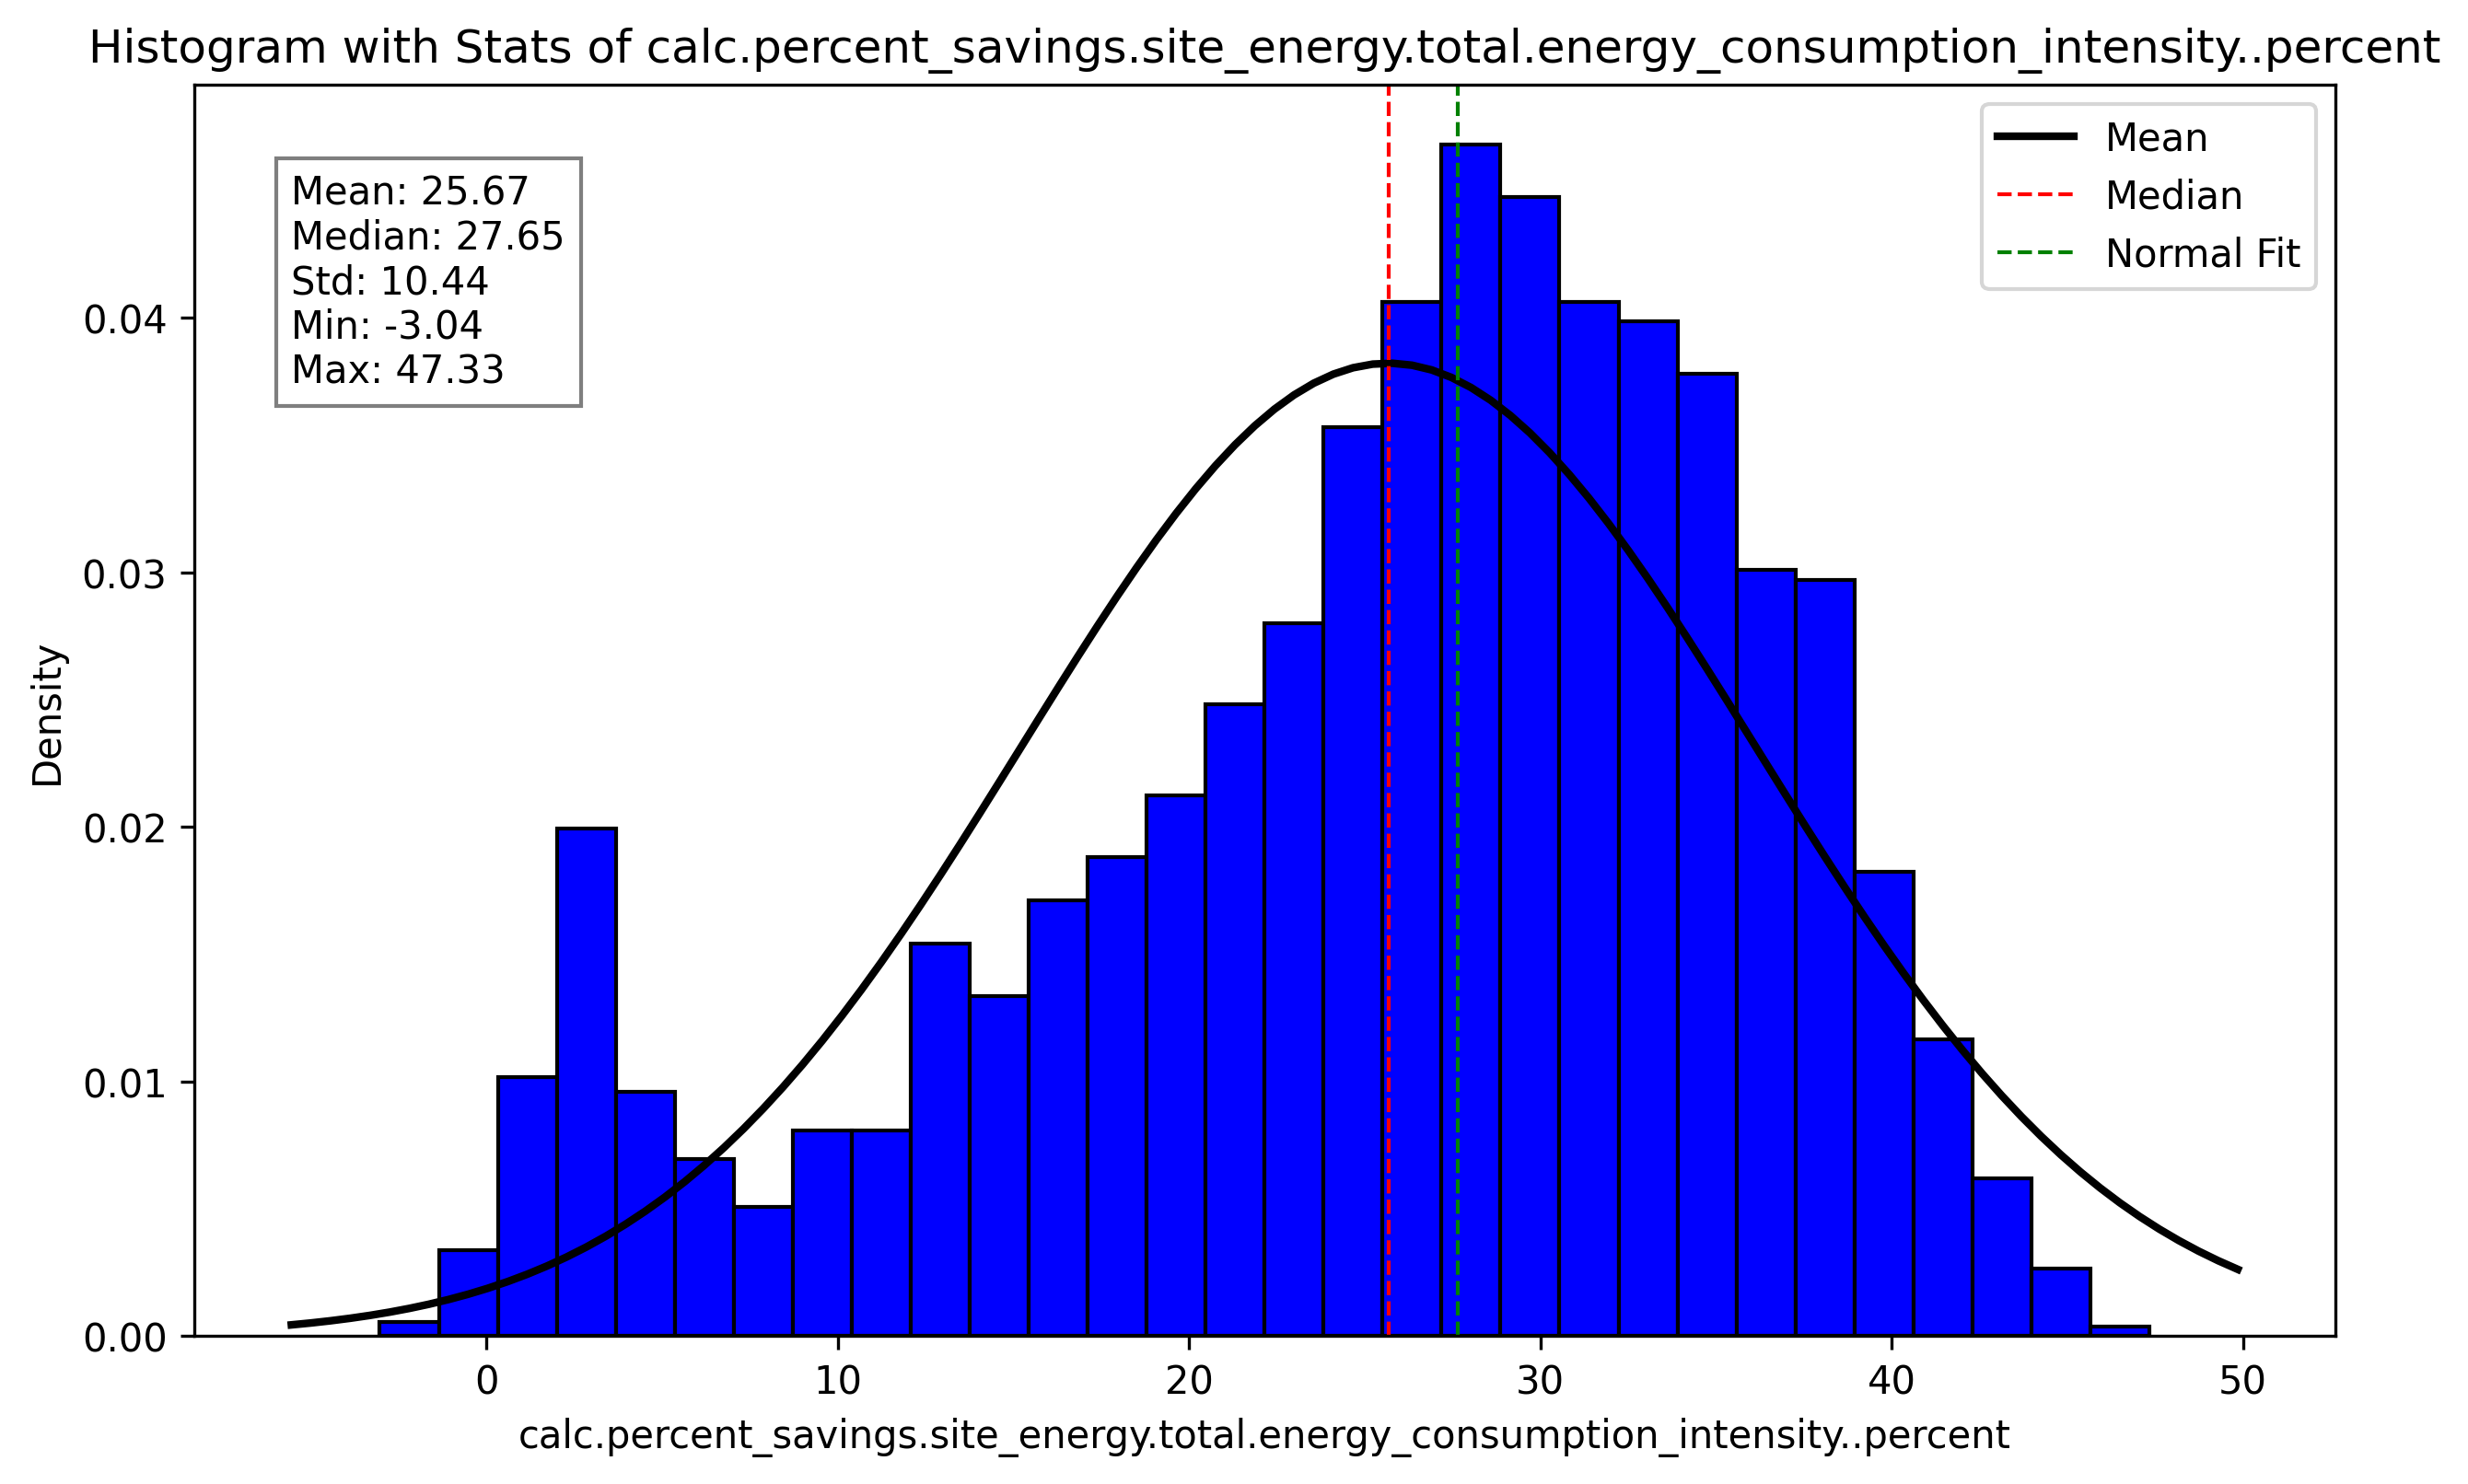 Histogram with Stats of calc.percent_savings.site_energy.total.energy_consumption_intensity..percent
Mean: 25.67
Median: 27.65
Std: 10.44
Min: -3.04
Max: 47.33
Mean
Median
Normal Fit
Density
0.04
0.03
0.02
0.01
0.00
0 10 20 30 40 50
calc.percent_savings.site_energy.total.energy_consumption_intensity..percent